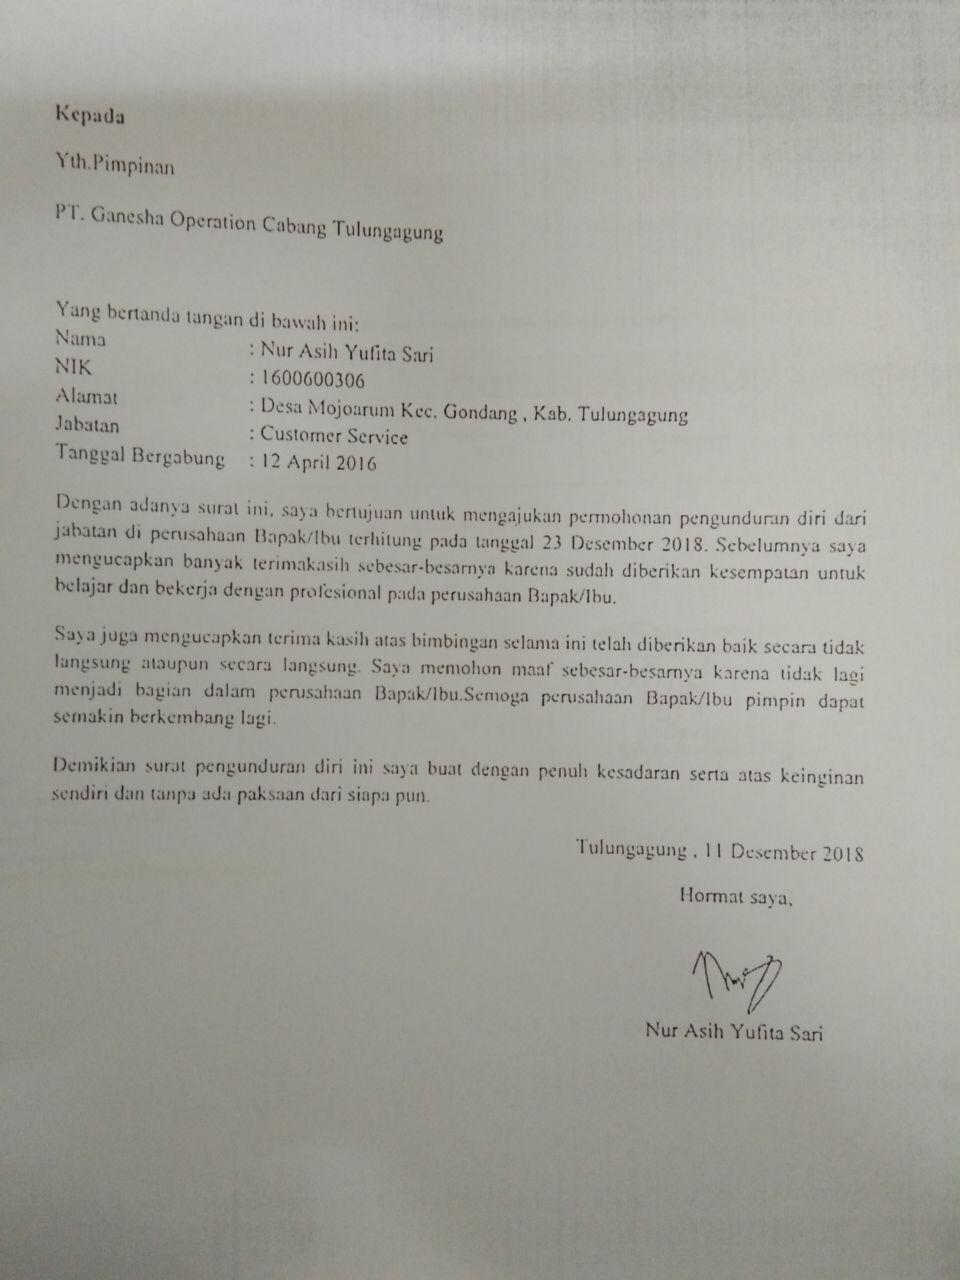 Kepada
Yth.Pimpinan
PT. Ganesha Operation Cabang Tulungagung
Yang bertanda tangan di bawah ini:
Nama : Nur Asih Yufita Sari
NIK : 1600600306
Alamat : Desa Mojoarum Kec. Gondang , Kab. Tulungagung
Jabatan : Customer Service
Tanggal Bergabung : 12 April 2016
Dengan adanya surat ini, saya bertujuan untuk mengajukan permohonan pengunduran diri dari
jabatan di perusahaan Bapak/Ibu terhitung pada tanggal 23 Desember 2018. Sebelumnya saya
mengucapkan banyak terimakasih sebesar-besarnya karena sudah diberikan kesempatan untuk
belajar dan bekerja dengan profesional pada perusahaan Bapak/Ibu.
Saya juga mengucapkan terima kasih atas bimbingan selama ini telah diberikan baik secara tidak
langsung ataupun secara langsung. Saya memohon maaf sebesar-besarnya karena tidak lagi
menjadi bagian dalam perusahaan Bapak/Ibu.Semoga perusahaan Bapak/Ibu pimpin dapat
semakin berkembang lagi.
Demikian surat pengunduran diri ini saya buat dengan penuh kesadaran serta atas keinginan
sendiri dan tanpa ada paksaan dari siapa pun.
Tulungagung , 11 Desember 2018
Hormat saya,
Nur Asih Yufita Sari